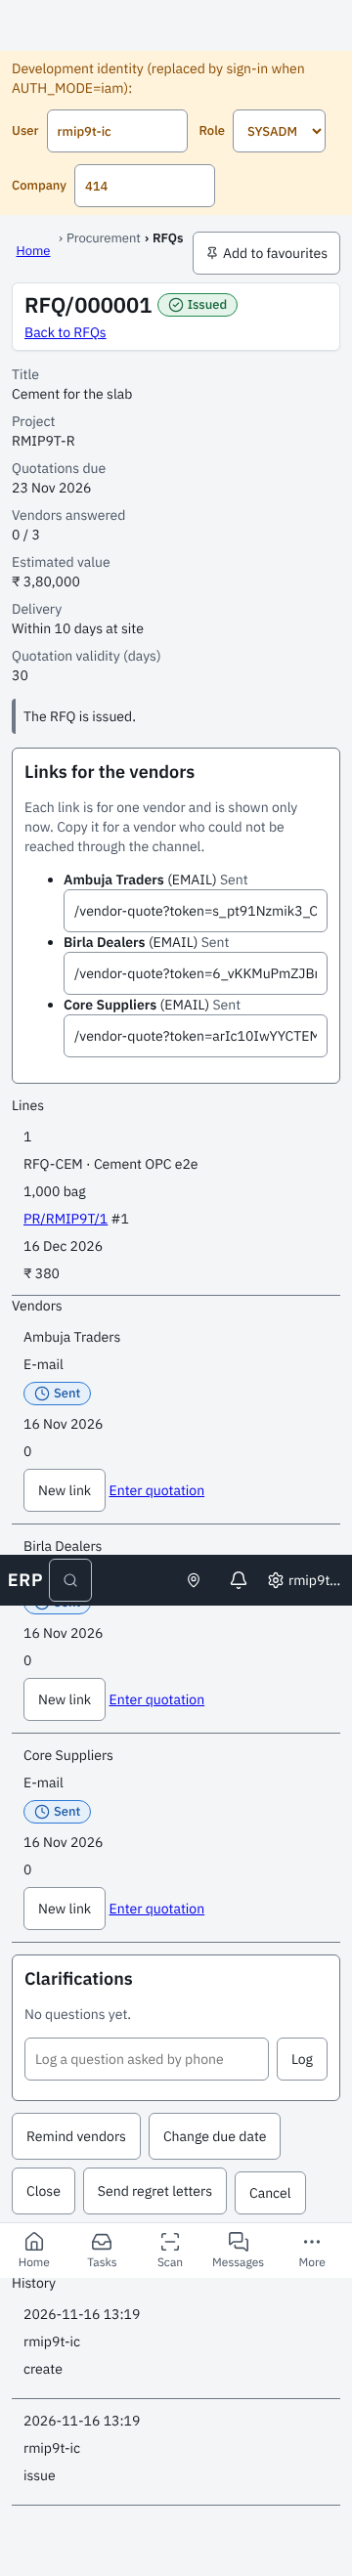 Development identity (replaced by sign-in when
AUTH_MODE=iam):
User rmip9t-ic Role SYSADM
Company 414
Home › Procurement › RFQs Add to favourites
RFQ/000001 Issued
Back to RFQs
Title
Cement for the slab
Project
RMIP9T-R
Quotations due
23 Nov 2026
Vendors answered
0 / 3
Estimated value
₹ 3,80,000
Delivery
Within 10 days at site
Quotation validity (days)
30
The RFQ is issued.
Links for the vendors
Each link is for one vendor and is shown only
now. Copy it for a vendor who could not be
reached through the channel.
• Ambuja Traders (EMAIL) Sent
/vendor-quote?token=s_pt91Nzmik3_
• Birla Dealers (EMAIL) Sent
/vendor-quote?token=6_vKKMuPmZJB
• Core Suppliers (EMAIL) Sent
/vendor-quote?token=arIc10IwYYCTEM
Lines
1
RFQ-CEM · Cement OPC e2e
1,000 bag
PR/RMIP9T/1 #1
16 Dec 2026
₹ 380
Vendors
Ambuja Traders
E-mail
Sent
16 Nov 2026
0
New link Enter quotation
Birla Dealers
ERP rmip9t...
16 Nov 2026
0
New link Enter quotation
Core Suppliers
E-mail
Sent
16 Nov 2026
0
New link Enter quotation
Clarifications
No questions yet.
Log a question asked by phone Log
Remind vendors Change due date
Close Send regret letters Cancel
Home Tasks Scan Messages More
History
2026-11-16 13:19
rmip9t-ic
create
2026-11-16 13:19
rmip9t-ic
issue